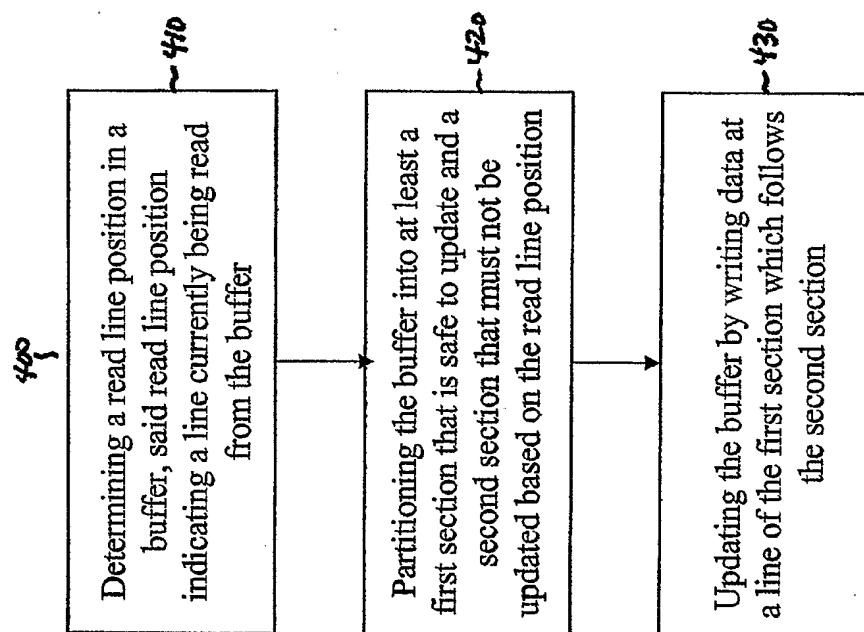 400
Determining a read line position in a
buffer, said read line position
indicating a line currently being read
from the buffer
410
Partitioning the buffer into at least a
first section that is safe to update and a
second section that must not be
updated based on the read line position
420
Updating the buffer by writing data at
a line of the first section which follows
the second section
430